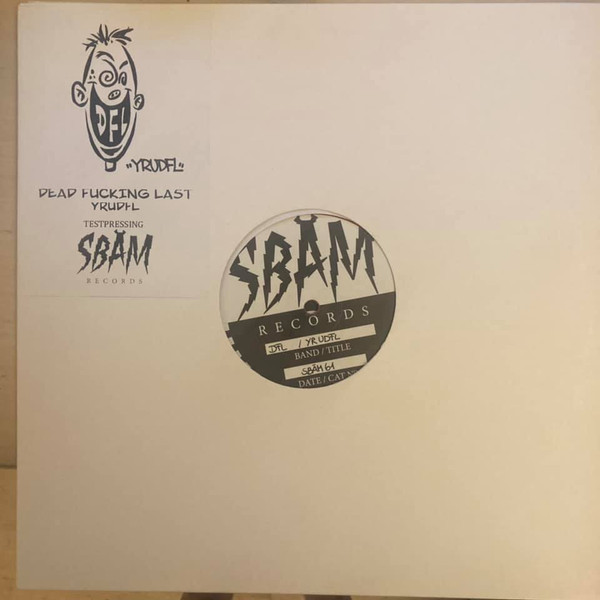 DFL
"YRUDFL"
DEAD FUCKING LAST
YRUDFL
TESTPRESSING
SBÄM
RECORDS
SBÄM
RECORDS
DFL / YRUDFL
BAND / TITLE
SBÄM 61
DATE / CAT